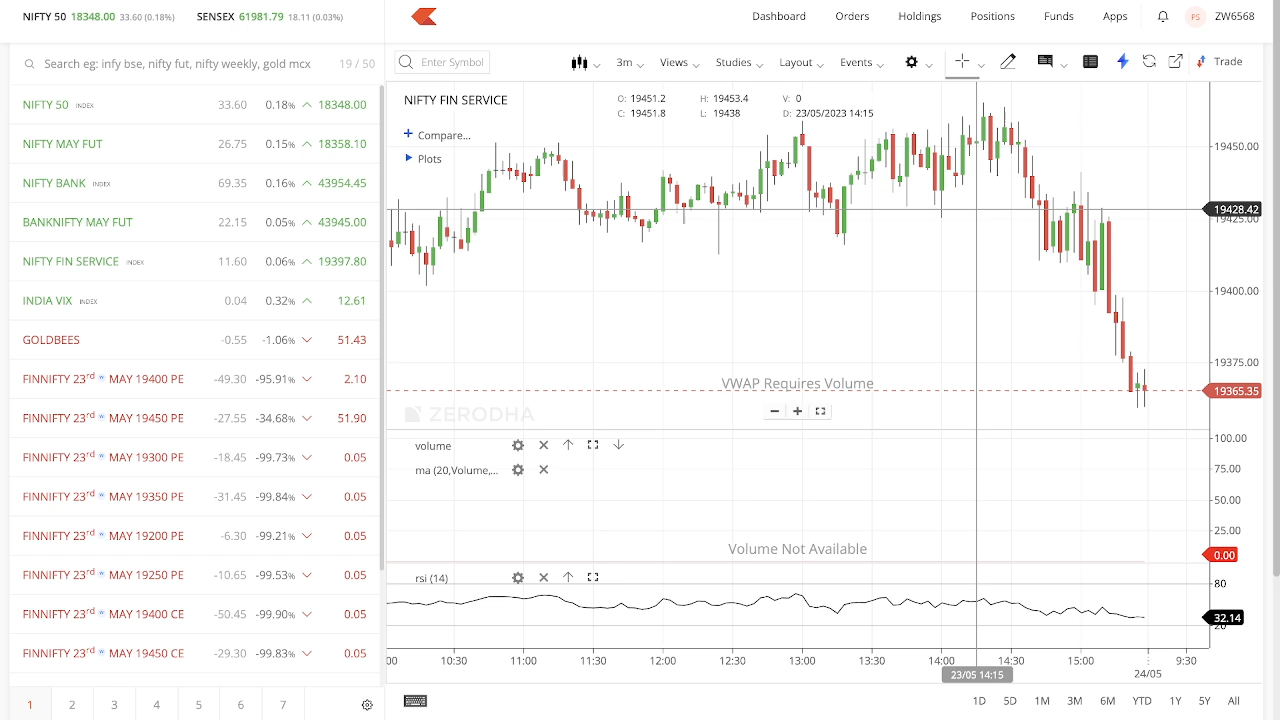 NIFTY 50 18348.00 33.60 (0.18%) SENSEX 61981.79 18.11 (0.03%)
Dashboard Orders Holdings Positions Funds Apps PS ZW6568
Search eg: infy bse, nifty fut, nifty weekly, gold mcx 19 / 50
Enter Symbol 3m Views Studies Layout Events Trade
NIFTY 50 INDEX 33.60 0.18% 18348.00
NIFTY MAY FUT 26.75 0.15% 18358.10
NIFTY BANK INDEX 69.35 0.16% 43954.45
BANKNIFTY MAY FUT 22.15 0.05% 43945.00
NIFTY FIN SERVICE INDEX 11.60 0.06% 19397.80
INDIA VIX INDEX 0.04 0.32% 12.61
GOLDBEES -0.55 -1.06% 51.43
FINNIFTY 23rd w MAY 19400 PE -49.30 -95.91% 2.10
FINNIFTY 23rd w MAY 19450 PE -27.55 -34.68% 51.90
FINNIFTY 23rd w MAY 19300 PE -18.45 -99.73% 0.05
FINNIFTY 23rd w MAY 19350 PE -31.45 -99.84% 0.05
FINNIFTY 23rd w MAY 19200 PE -6.30 -99.21% 0.05
FINNIFTY 23rd w MAY 19250 PE -10.65 -99.53% 0.05
FINNIFTY 23rd w MAY 19400 CE -50.45 -99.90% 0.05
FINNIFTY 23rd w MAY 19450 CE -29.30 -99.83% 0.05
1 2 3 4 5 6 7
NIFTY FIN SERVICE
O: 19451.2 H: 19453.4 V: 0
C: 19451.8 L: 19438 D: 23/05/2023 14:15
Compare...
Plots
19450.00
19428.42
19425.00
19400.00
19375.00
19365.35
VWAP Requires Volume
ZERODHA
volume
ma (20,Volume,...
100.00
75.00
50.00
25.00
0.00
Volume Not Available
rsi (14)
80
32.14
20
:00 10:30 11:00 11:30 12:00 12:30 13:00 13:30 14:00 14:30 15:00 9:30
23/05 14:15 24/05
1D 5D 1M 3M 6M YTD 1Y 5Y All